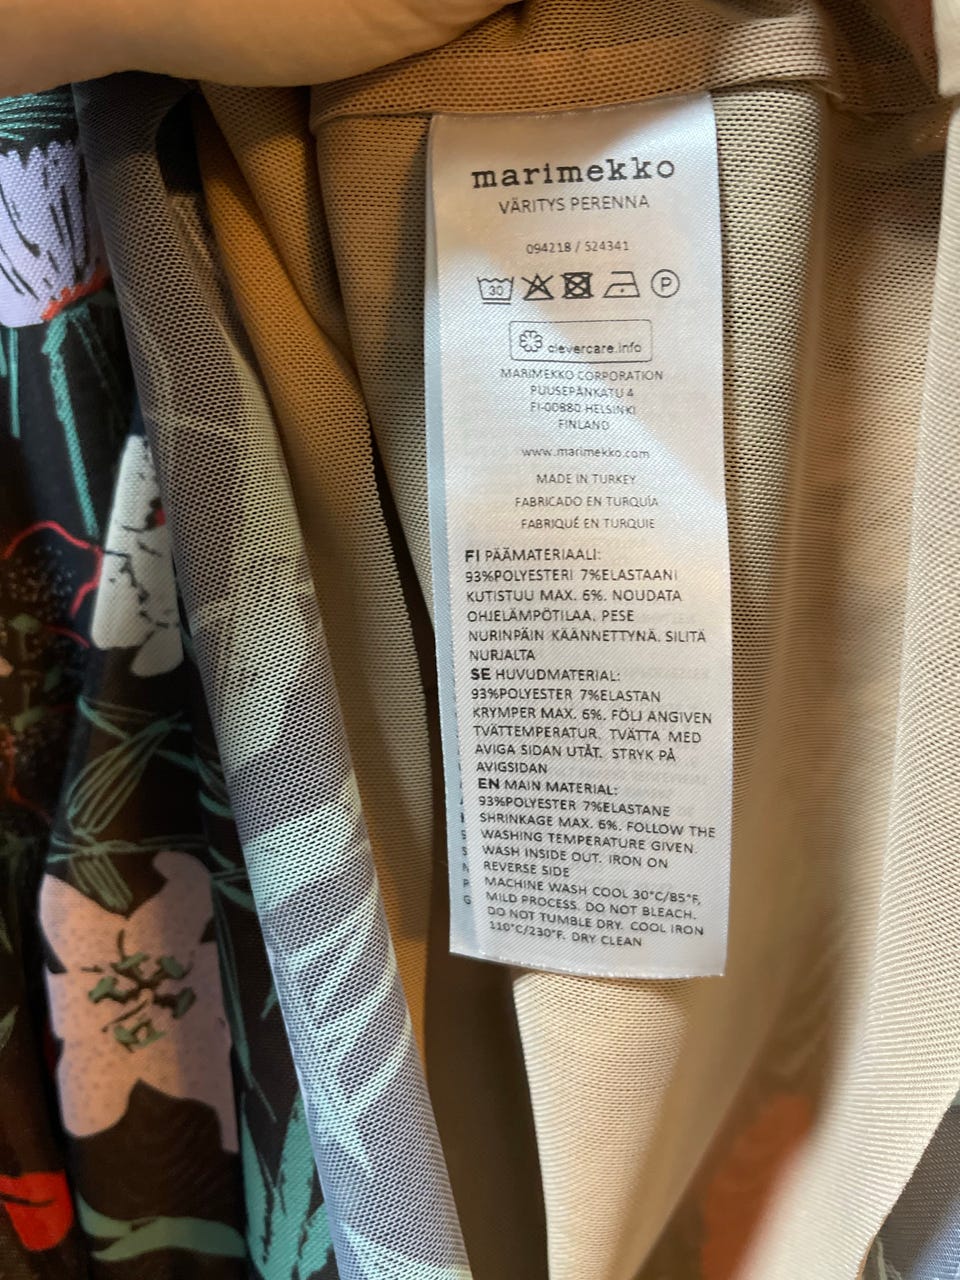 marimekko
VÄRITYS PERENNA
094218 / 524341
30 P
clevercare.info
MARIMEKKO CORPORATION
PUUSEPÄNKATU 4
FI-00880 HELSINKI
FINLAND
www.marimekko.com
MADE IN TURKEY
FABRICADO EN TURQUÍA
FABRIQUÉ EN TURQUIE
FI PÄÄMATERIAALI:
93%POLYESTERI 7%ELASTAANI
KUTISTUU MAX. 6%. NOUDATA
OHJELÄMPÖTILAA. PESE
NURINPÄIN KÄÄNNETTYNÄ. SILITÄ
NURJALTA
SE HUVUDMATERIAL:
93%POLYESTER 7%ELASTAN
KRYMPER MAX. 6%. FÖLJ ANGIVEN
TVÄTTEMPERATUR. TVÄTTA MED
AVIGA SIDAN UTÅT. STRYK PÅ
AVIGSIDAN
EN MAIN MATERIAL:
93%POLYESTER 7%ELASTANE
SHRINKAGE MAX. 6%. FOLLOW THE
WASHING TEMPERATURE GIVEN.
WASH INSIDE OUT. IRON ON
REVERSE SIDE
MACHINE WASH COOL 30°C/85°F,
MILD PROCESS. DO NOT BLEACH.
DO NOT TUMBLE DRY. COOL IRON
110°C/230°F. DRY CLEAN